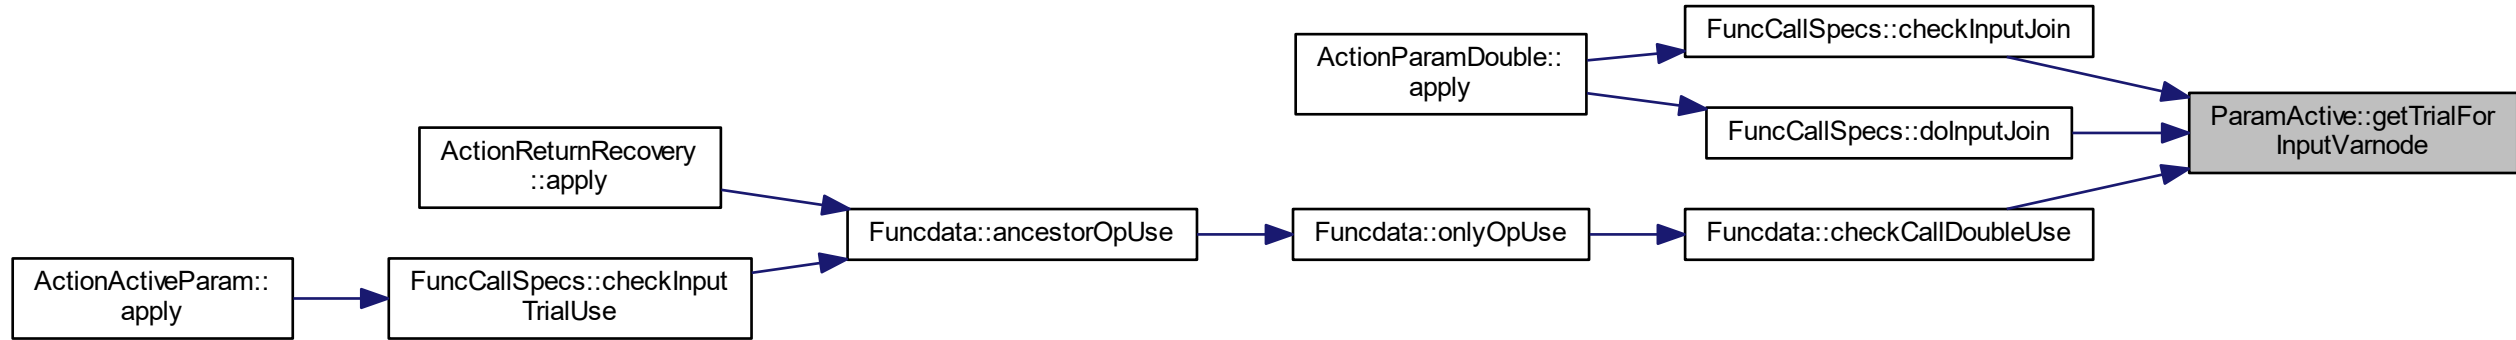 FuncCallSpecs::checkInputJoin
ActionParamDouble::
apply
ParamActive::getTrialFor
InputVarnode
FuncCallSpecs::doInputJoin
ActionReturnRecovery
::apply
Funcdata::ancestorOpUse
Funcdata::onlyOpUse
Funcdata::checkCallDoubleUse
ActionActiveParam::
apply
FuncCallSpecs::checkInput
TrialUse